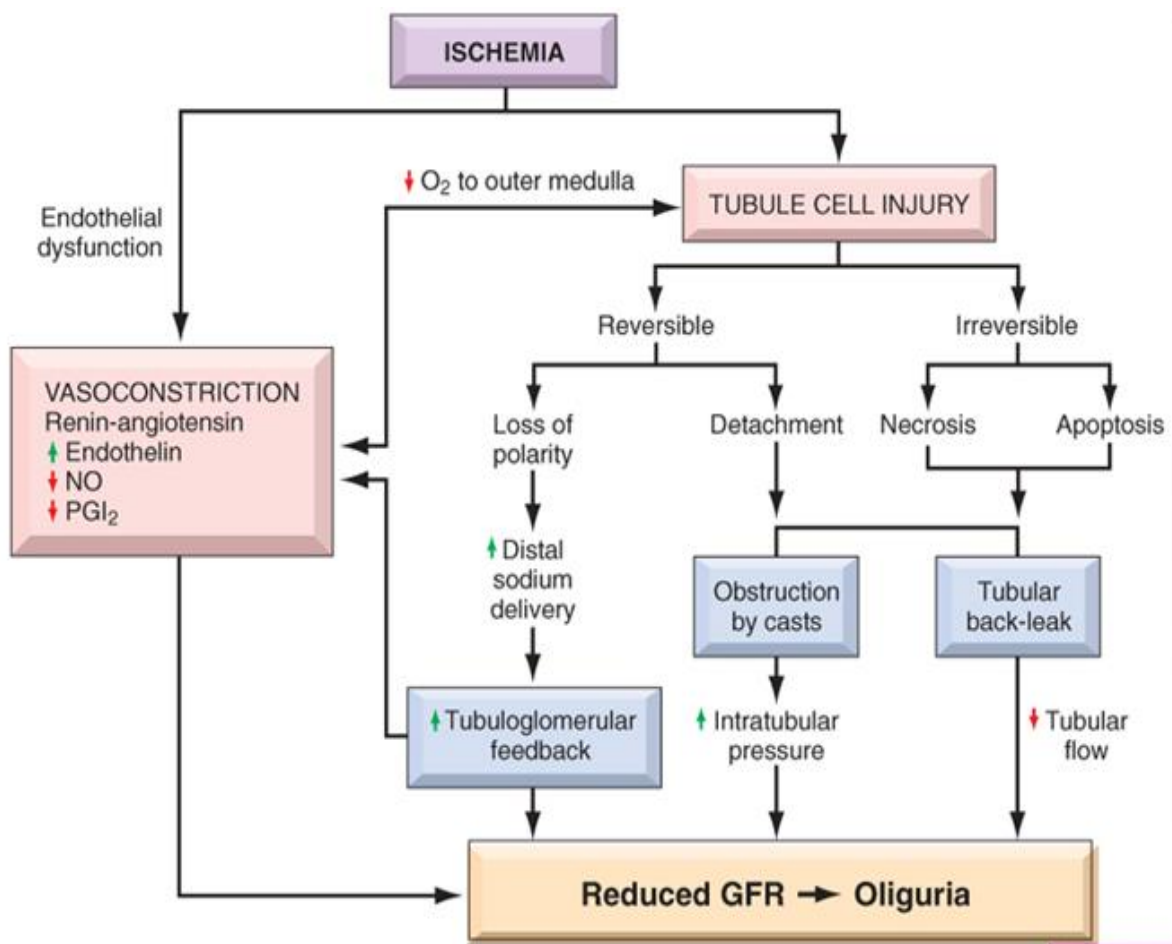 ISCHEMIA
↓ O₂ to outer medulla
TUBULE CELL INJURY
Endothelial
dysfunction
Reversible
Irreversible
VASOCONSTRICTION
Renin-angiotensin
↑ Endothelin
↓ NO
↓ PGI₂
Loss of
polarity
Detachment
Necrosis
Apoptosis
↑ Distal
sodium
delivery
Obstruction
by casts
Tubular
back-leak
↑ Tubuloglomerular
feedback
↑ Intratubular
pressure
↓ Tubular
flow
Reduced GFR → Oliguria